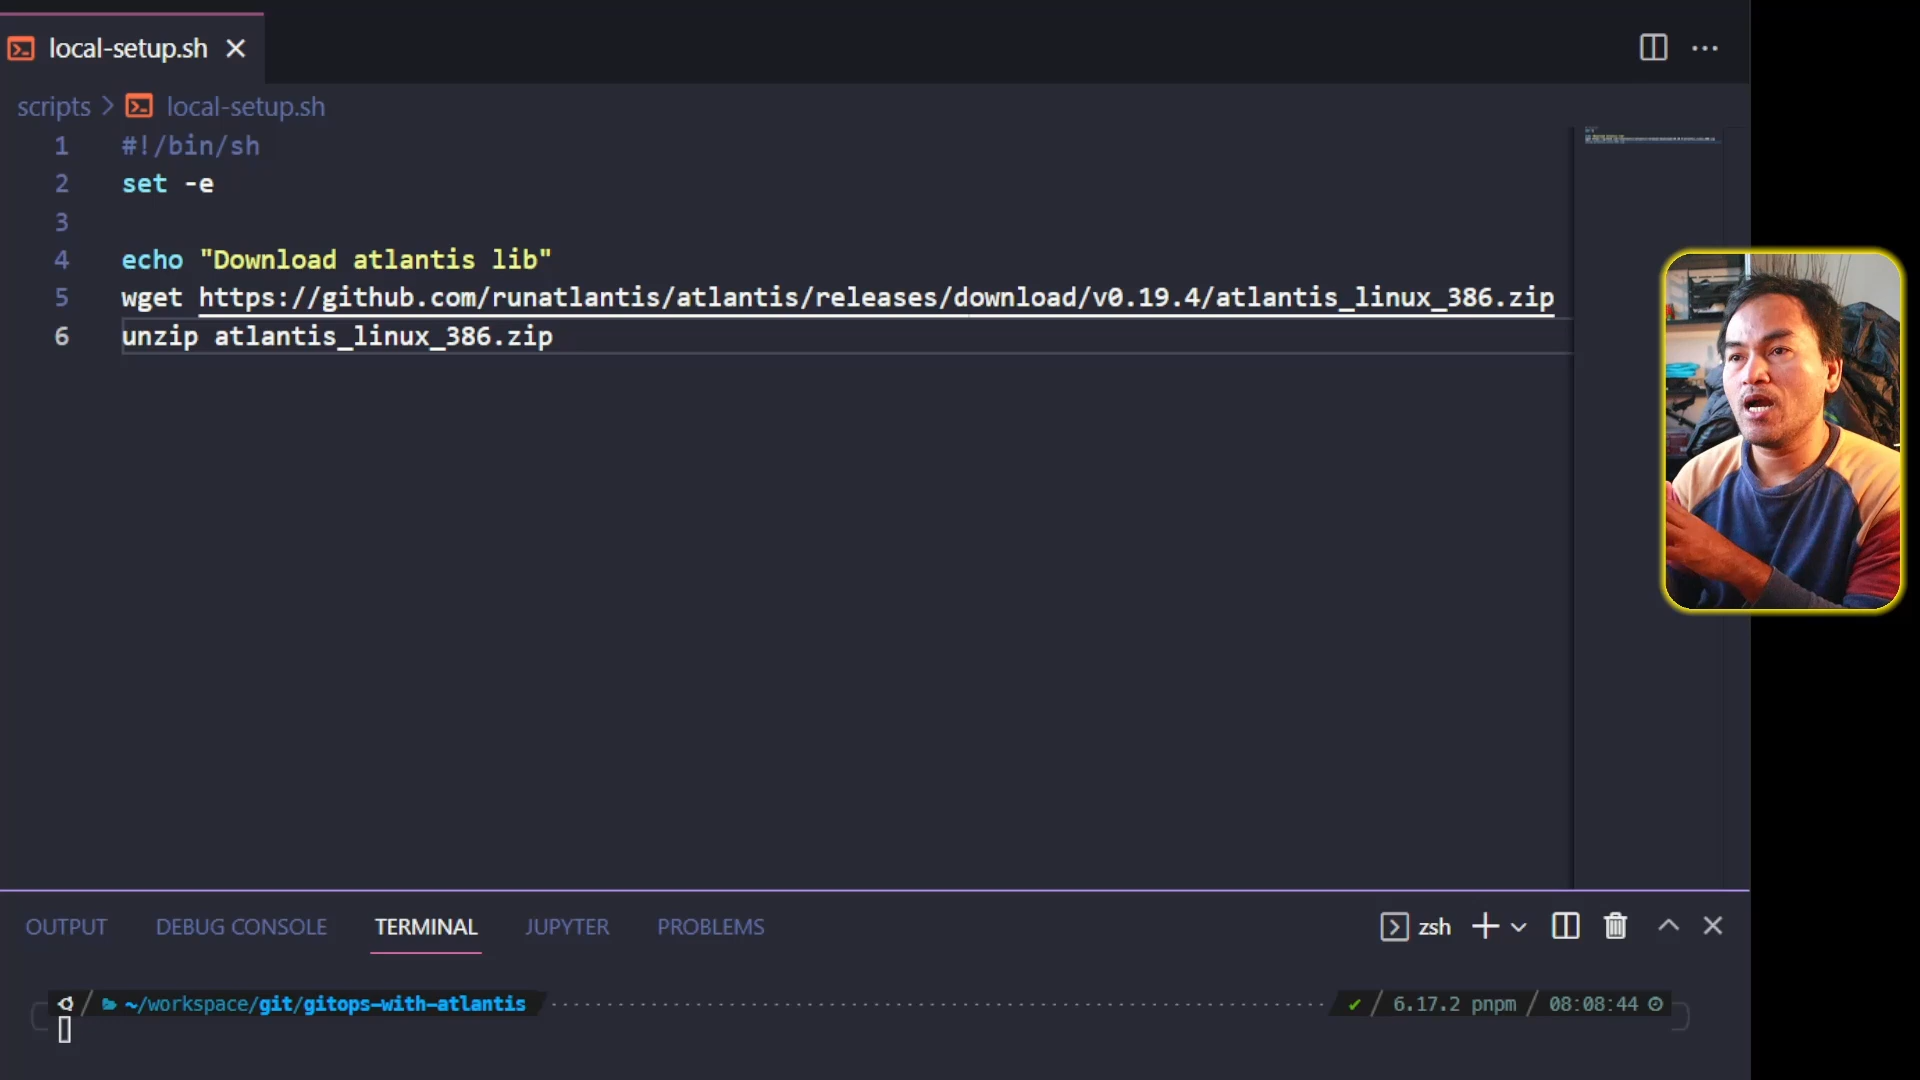 local-setup.sh
scripts > local-setup.sh
1 #!/bin/sh
2 set -e
3
4 echo "Download atlantis lib"
5 wget https://github.com/runatlantis/atlantis/releases/download/v0.19.4/atlantis_linux_386.zip
6 unzip atlantis_linux_386.zip
OUTPUT DEBUG CONSOLE TERMINAL JUPYTER PROBLEMS zsh
~/workspace/git/gitops-with-atlantis 6.17.2 pnpm 08:08:44